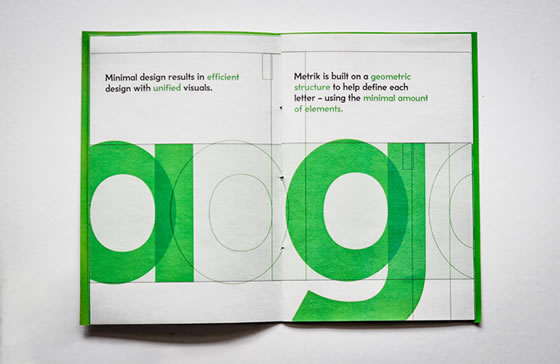 Minimal design results in efficient
design with unified visuals.
Metrik is built on a geometric
structure to help define each
letter – using the minimal amount
of elements.
a g